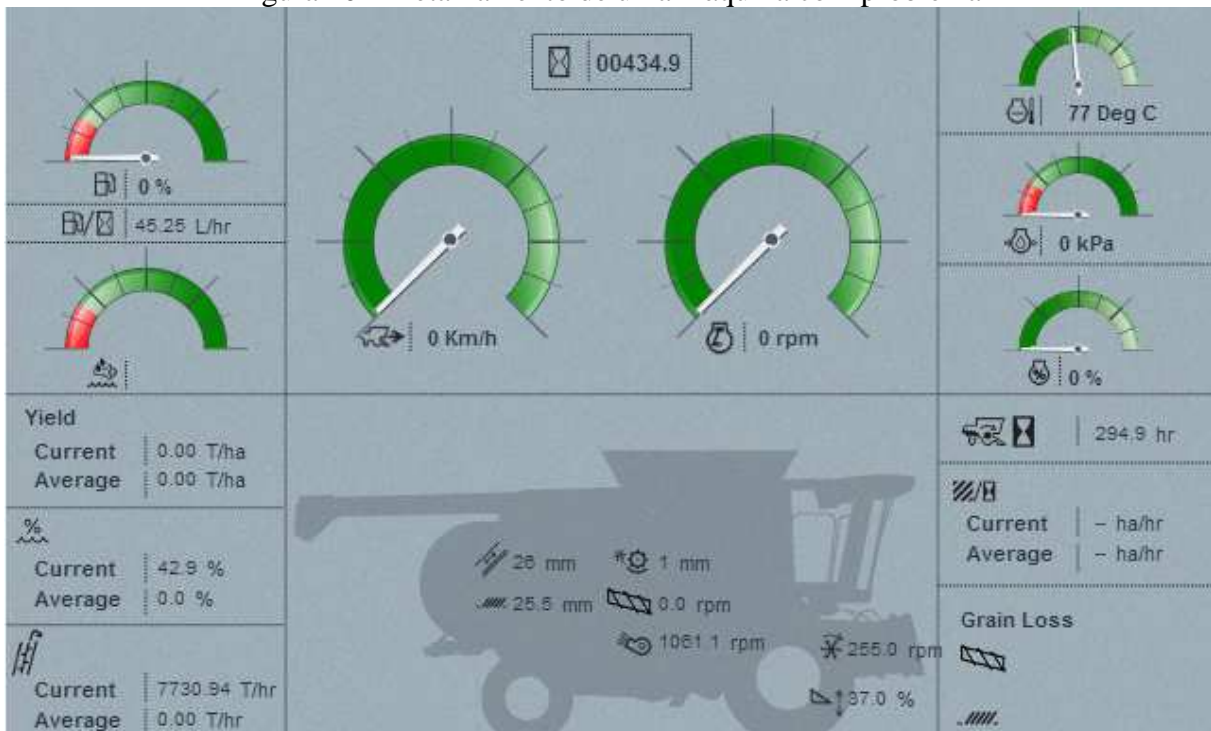 00434.9
0 %
45.25 L/hr
0 Km/h
0 rpm
77 Deg C
0 kPa
0 %
Yield
Current 0.00 T/ha
Average 0.00 T/ha
%
Current 42.9 %
Average 0.0 %
Current 7730.94 T/hr
Average 0.00 T/hr
26 mm
1 mm
25.5 mm
0.0 rpm
1061.1 rpm
255.0 rpm
37.0 %
294.9 hr
Current – ha/hr
Average – ha/hr
Grain Loss